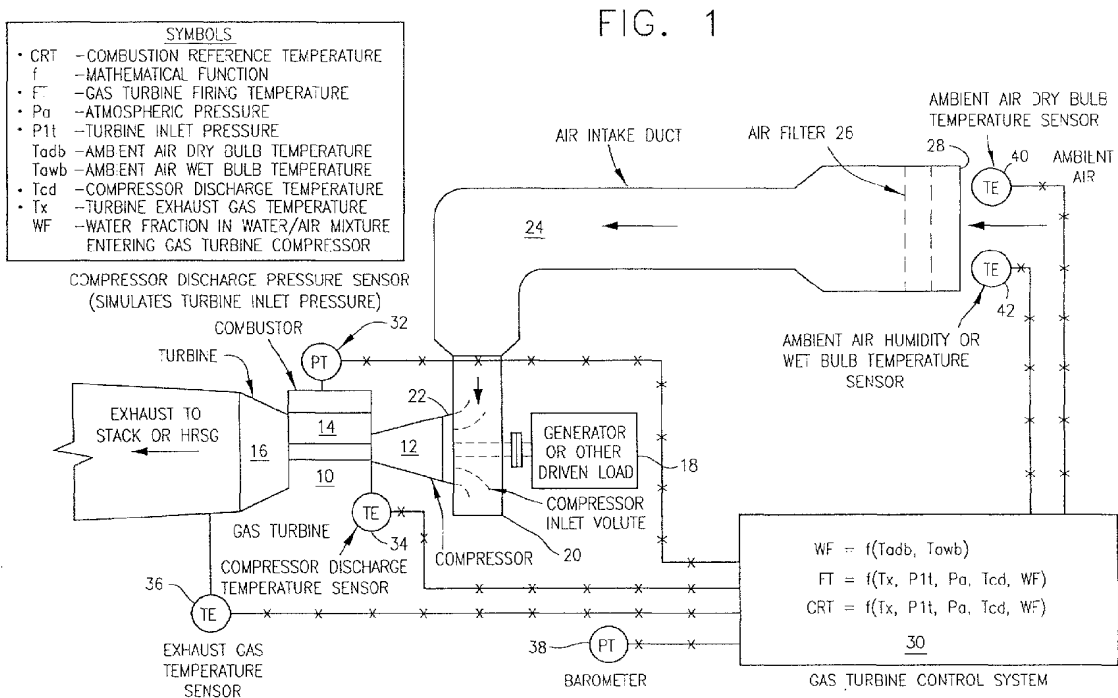 FIG. 1
SYMBOLS
• CRT –COMBUSTION REFERENCE TEMPERATURE
f –MATHEMATICAL FUNCTION
• FT –GAS TURBINE FIRING TEMPERATURE
• Pa –ATMOSPHERIC PRESSURE
• P1t –TURBINE INLET PRESSURE
Tadb –AMBIENT AIR DRY BULB TEMPERATURE
Tawb –AMBIENT AIR WET BULB TEMPERATURE
• Tcd –COMPRESSOR DISCHARGE TEMPERATURE
• Tx –TURBINE EXHAUST GAS TEMPERATURE
WF –WATER FRACTION IN WATER/AIR MIXTURE
ENTERING GAS TURBINE COMPRESSOR
AIR INTAKE DUCT
AIR FILTER 26
28
AMBIENT AIR DRY BULB
TEMPERATURE SENSOR
40
TE
AMBIENT
AIR
24
TE
42
AMBIENT AIR HUMIDITY OR
WET BULB TEMPERATURE
SENSOR
COMPRESSOR DISCHARGE PRESSURE SENSOR
(SIMULATES TURBINE INLET PRESSURE)
COMBUSTOR
32
PT
TURBINE
EXHAUST TO
STACK OR HRSG
16
14
10
12
22
GENERATOR
OR OTHER
DRIVEN LOAD
18
COMPRESSOR
INLET VOLUTE
20
GAS TURBINE
TE
34
COMPRESSOR
COMPRESSOR DISCHARGE
TEMPERATURE SENSOR
36
TE
EXHAUST GAS
TEMPERATURE
SENSOR
38
PT
BAROMETER
WF = f(Tadb, Tawb)
FT = f(Tx, P1t, Pa, Tcd, WF)
CRT = f(Tx, P1t, Pa, Tcd, WF)
30
GAS TURBINE CONTROL SYSTEM